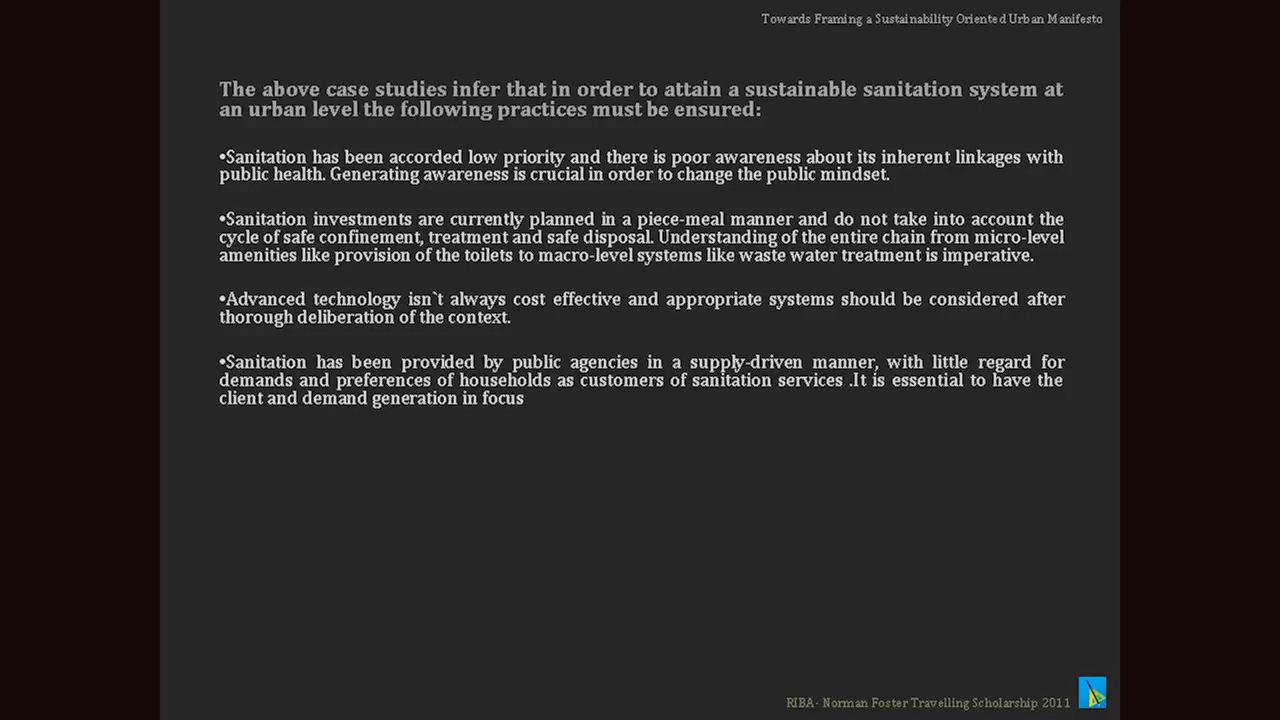 Towards Framing a Sustainability Oriented Urban Manifesto
The above case studies infer that in order to attain a sustainable sanitation system at
an urban level the following practices must be ensured:
•Sanitation has been accorded low priority and there is poor awareness about its inherent linkages with
public health. Generating awareness is crucial in order to change the public mindset.
•Sanitation investments are currently planned in a piece-meal manner and do not take into account the
cycle of safe confinement, treatment and safe disposal. Understanding of the entire chain from micro-level
amenities like provision of the toilets to macro-level systems like waste water treatment is imperative.
•Advanced technology isn`t always cost effective and appropriate systems should be considered after
thorough deliberation of the context.
•Sanitation has been provided by public agencies in a supply-driven manner, with little regard for
demands and preferences of households as customers of sanitation services .It is essential to have the
client and demand generation in focus
RIBA- Norman Foster Travelling Scholarship 2011